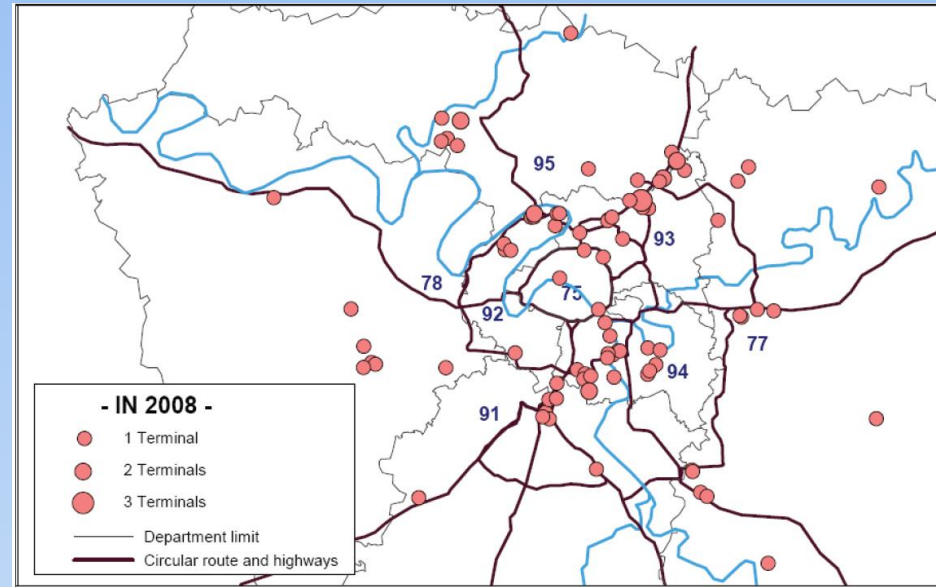 95
93
78
75
92
77
94
91
- IN 2008 -
1 Terminal
2 Terminals
3 Terminals
Department limit
Circular route and highways